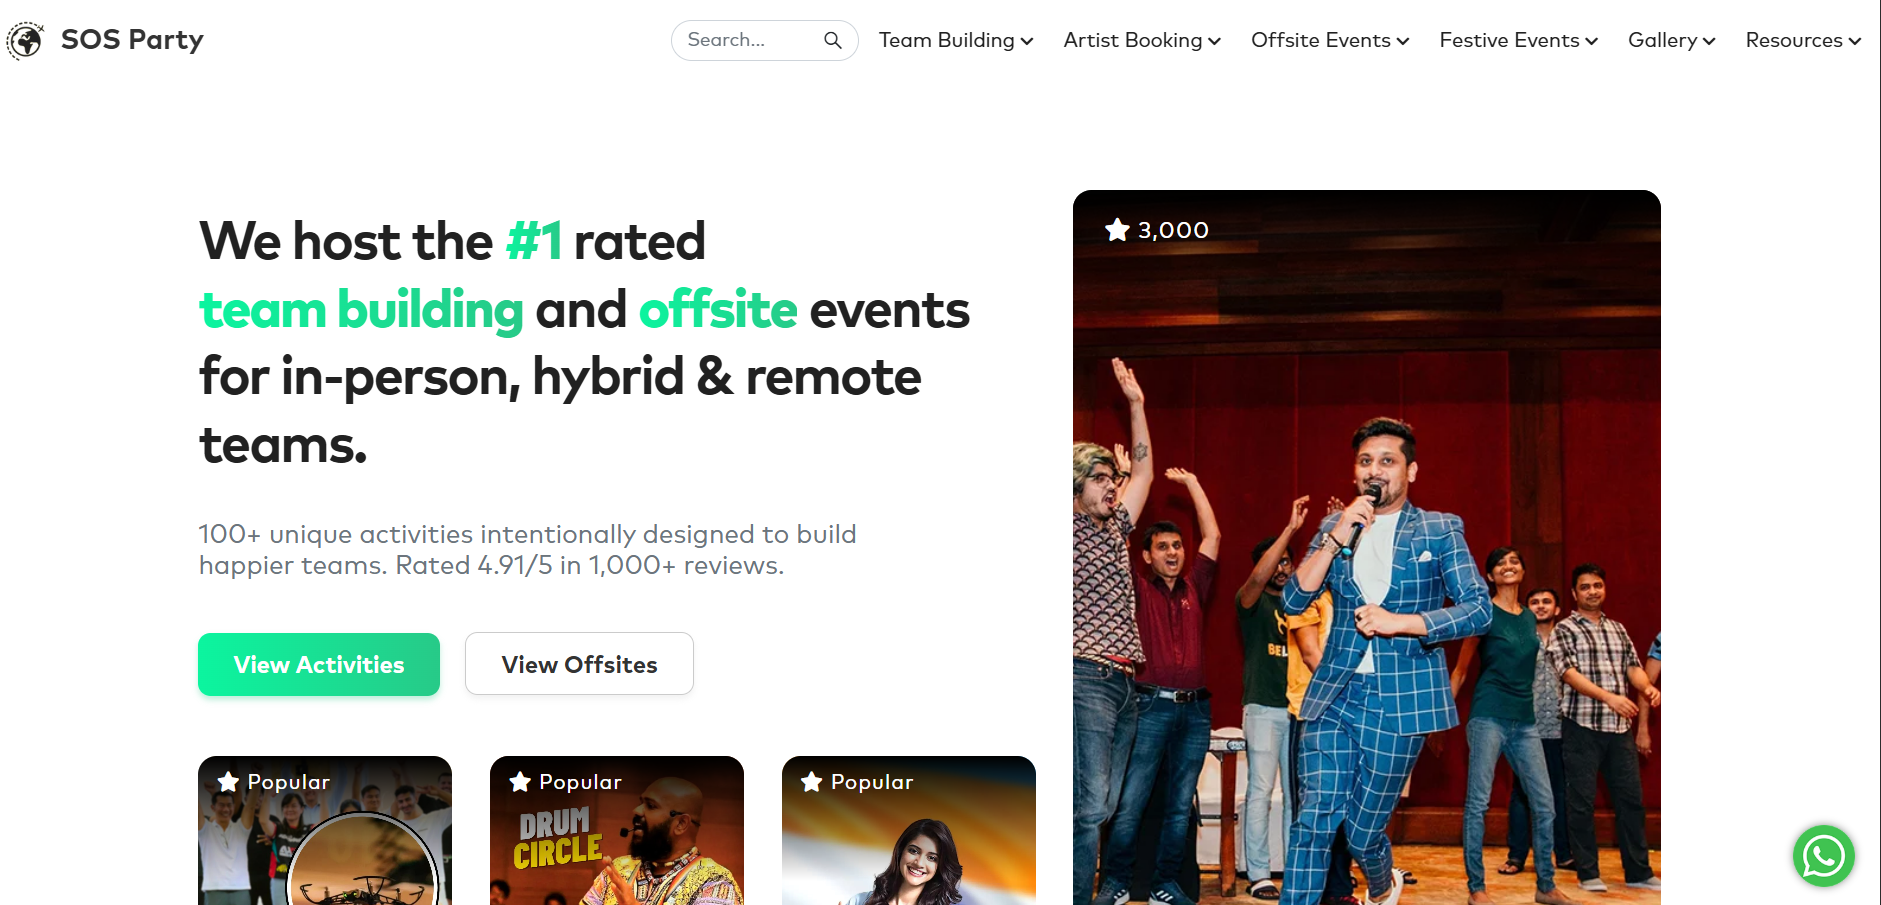 SOS Party
Search...
Team Building
Artist Booking
Offsite Events
Festive Events
Gallery
Resources
We host the #1 rated
team building and offsite events
for in-person, hybrid & remote
teams.
100+ unique activities intentionally designed to build
happier teams. Rated 4.91/5 in 1,000+ reviews.
View Activities
View Offsites
3,000
Popular
Popular
DRUM
CIRCLE
Popular
BEL